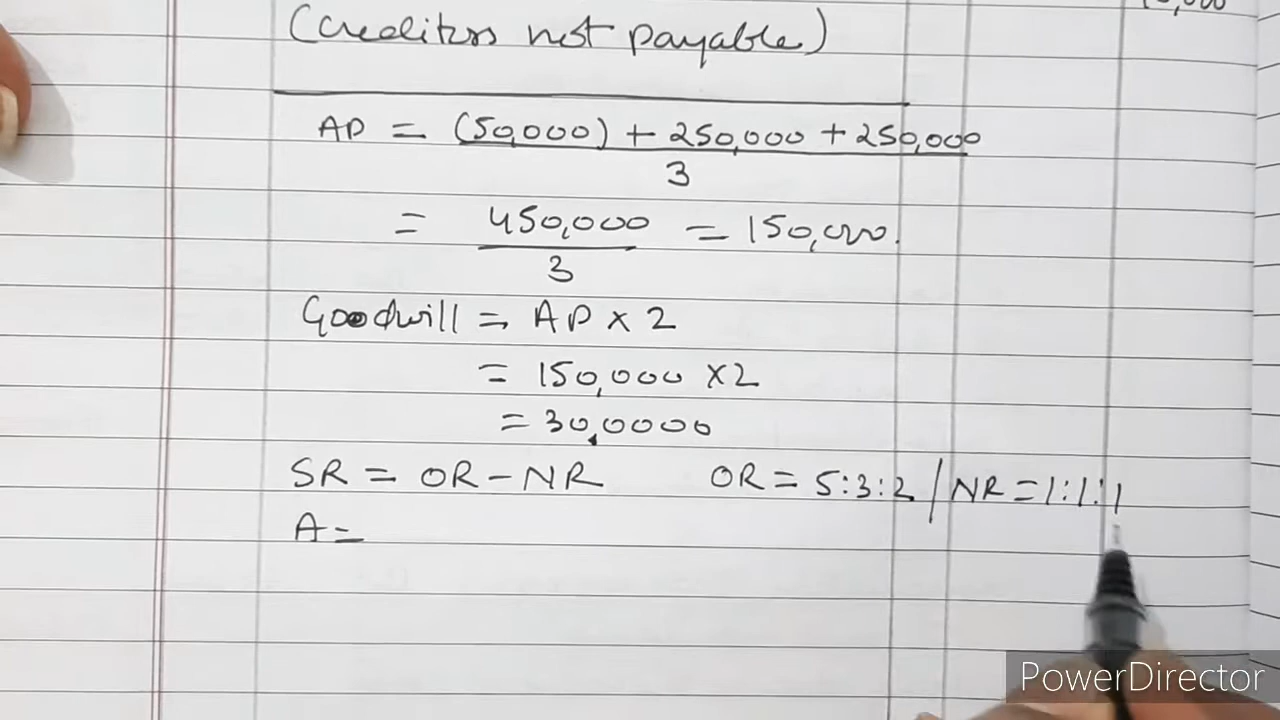 (Creditors not payable)
AP = (50,000) + 250,000 + 250,000
3
= 450,000 = 150,000.
3
Goodwill = AP × 2
= 150,000 × 2
= 30,0000
SR = OR - NR OR = 5:3:2 / NR = 1:1:1
A =
PowerDirector